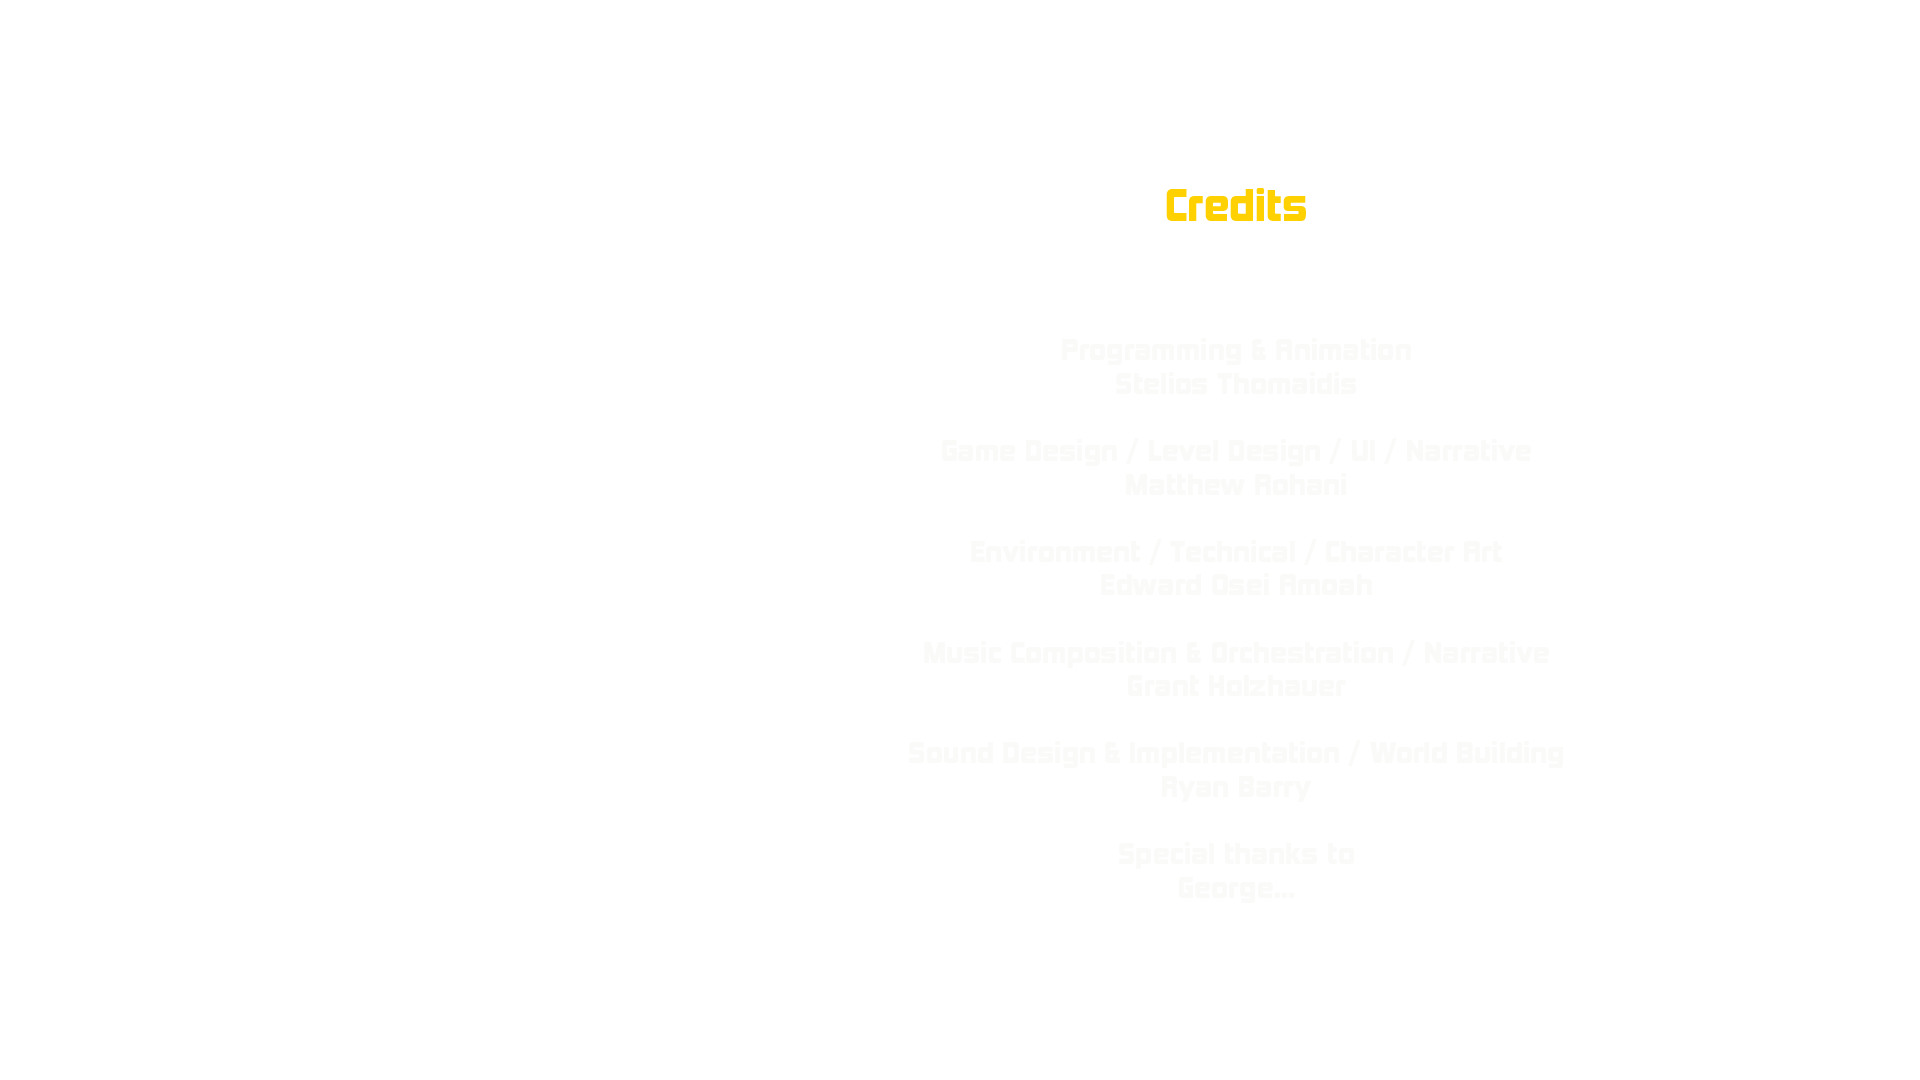 Credits
Programming & Animation
Stelios Thomaidis
Game Design / Level Design / UI / Narrative
Matthew Rohani
Environment / Technical / Character Art
Edward Osei Amoah
Music Composition & Orchestration / Narrative
Grant Holzhauer
Sound Design & Implementation / World Building
Ryan Barry
Special thanks to
George...